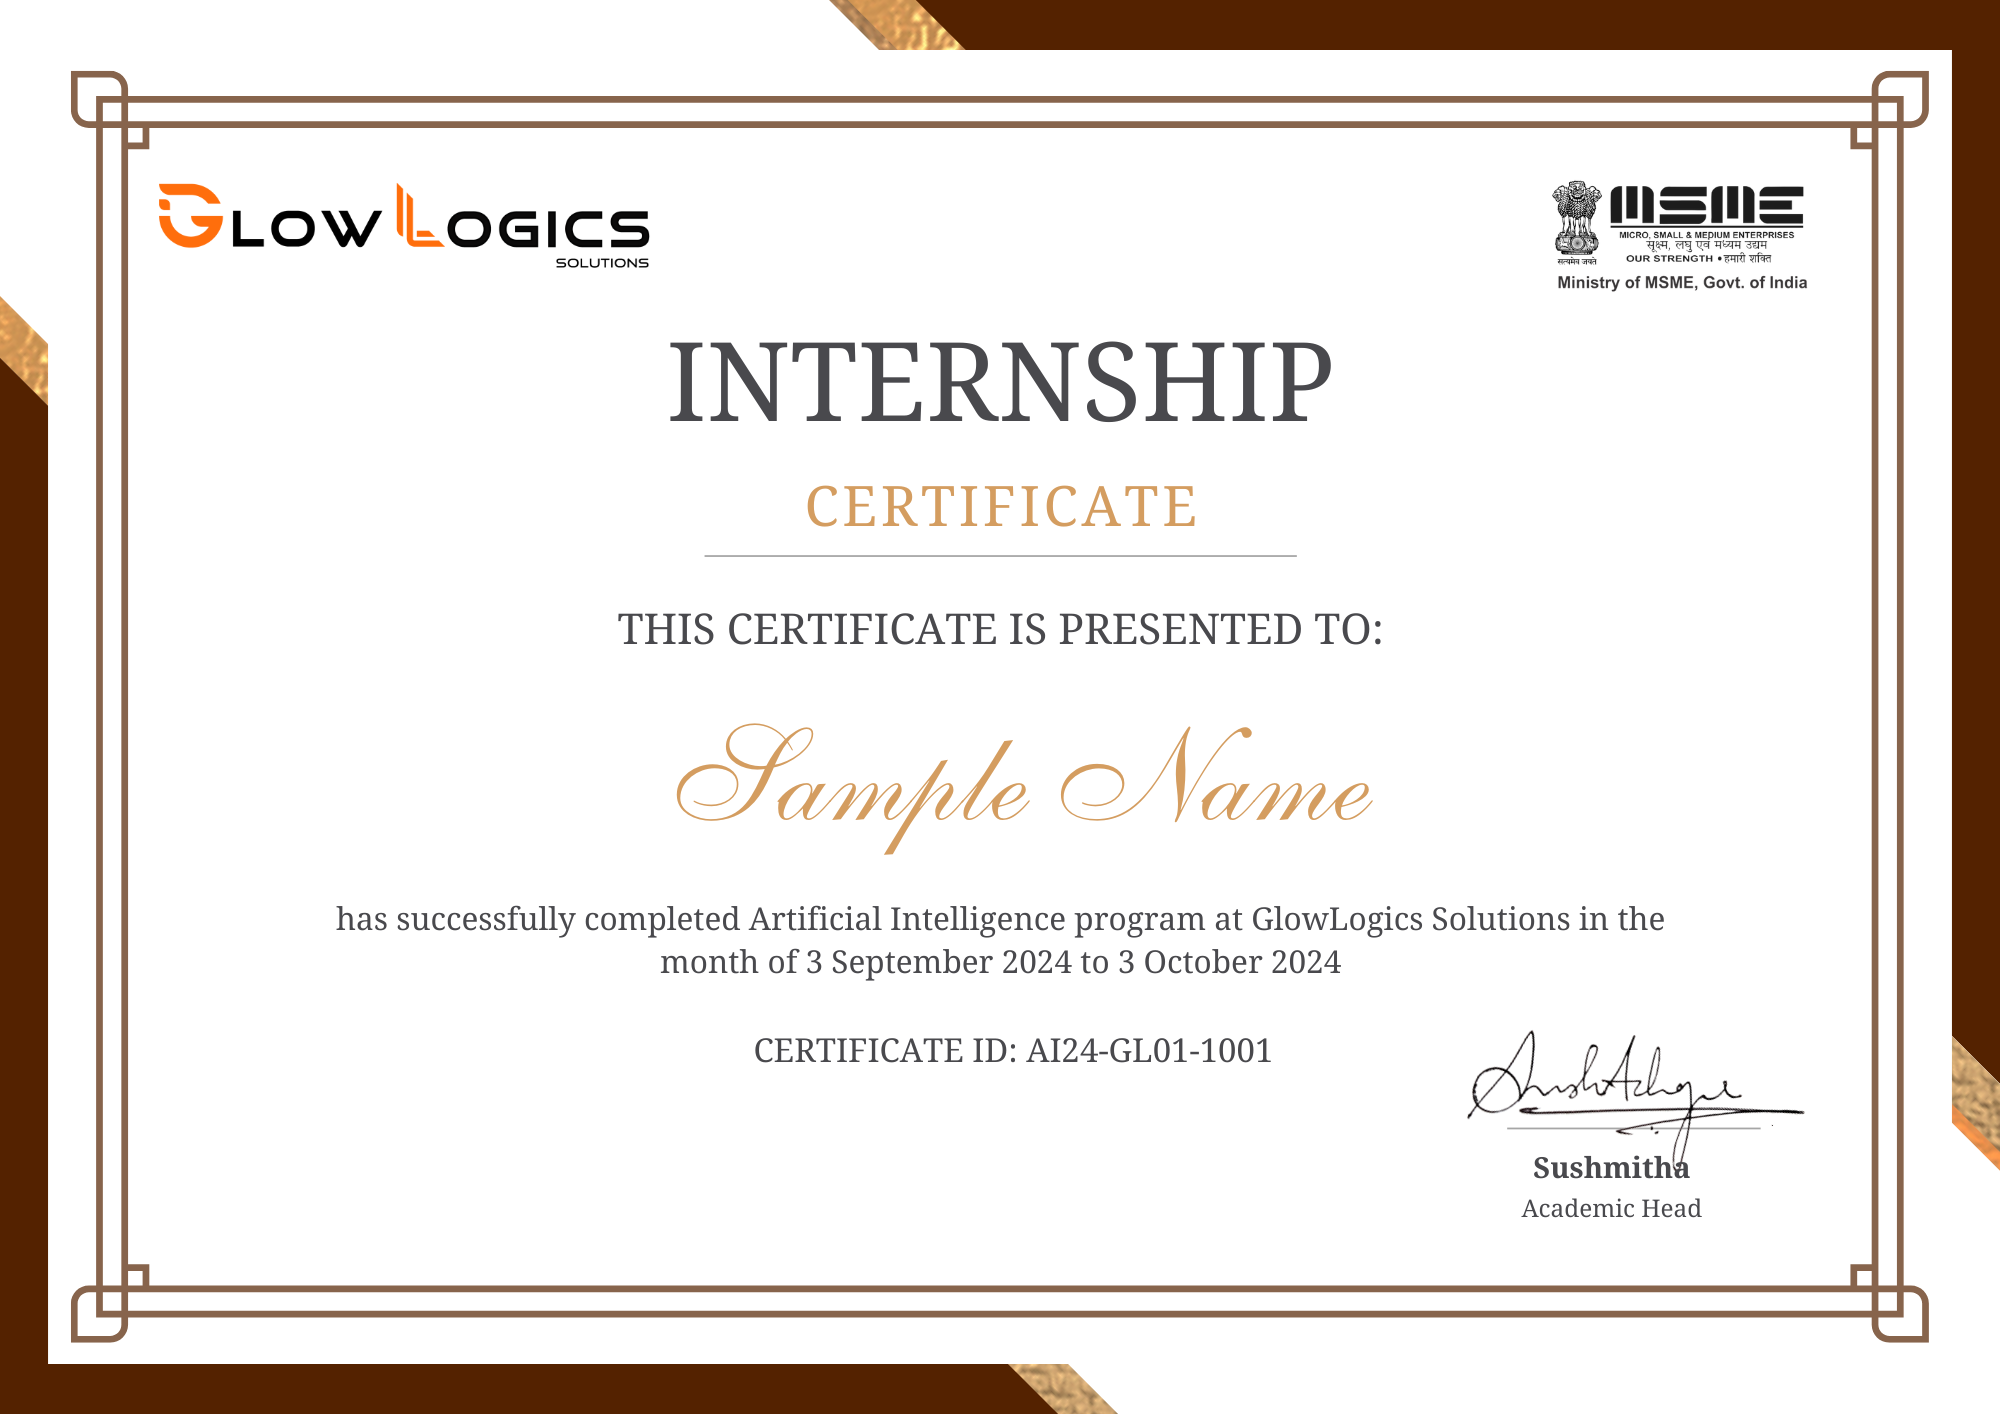 GLOWLOGICS
SOLUTIONS
MSME
MICRO, SMALL & MEDIUM ENTERPRISES
सूक्ष्म, लघु एवं मध्यम उद्यम
OUR STRENGTH • हमारी शक्ति
सत्यमेव जयते
Ministry of MSME, Govt. of India
INTERNSHIP
CERTIFICATE
THIS CERTIFICATE IS PRESENTED TO:
Sample Name
has successfully completed Artificial Intelligence program at GlowLogics Solutions in the
month of 3 September 2024 to 3 October 2024
CERTIFICATE ID: AI24-GL01-1001
Sushmitha
Academic Head